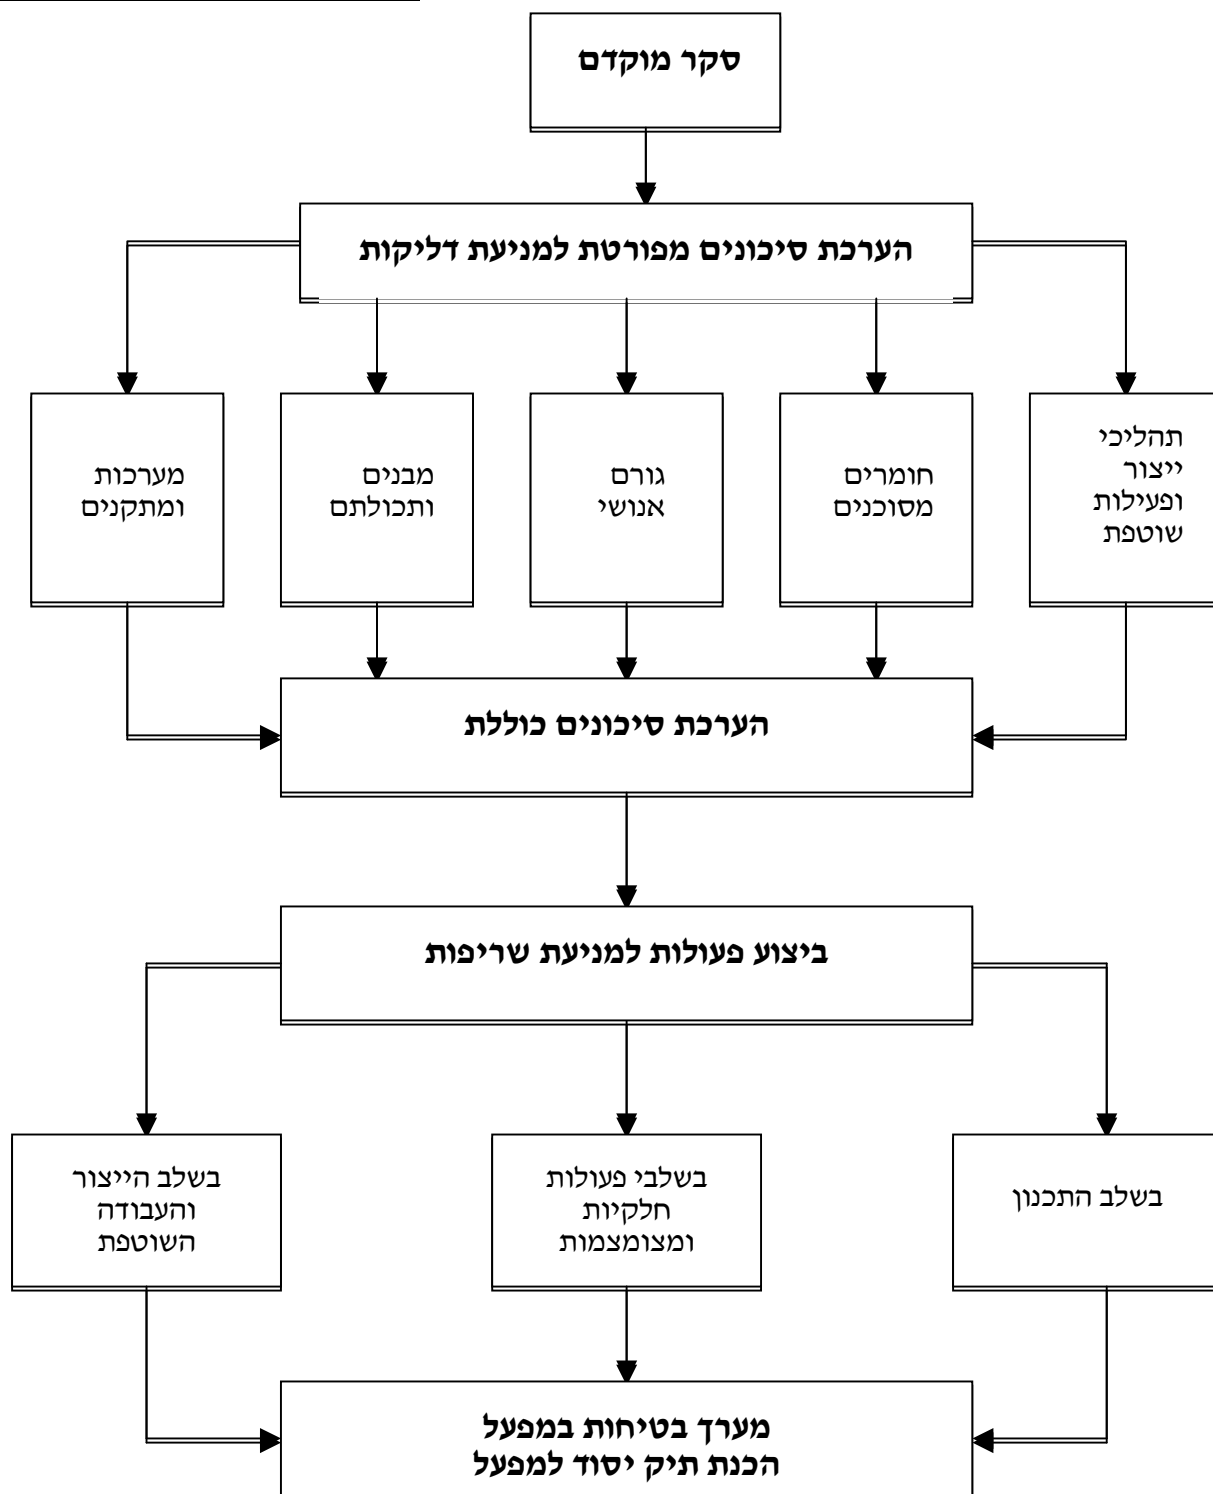 סקר מוקדם
הערכת סיכונים מפורטת למניעת דליקות
תהליכי
ייצור
ופעילות
שוטפת
חומרים
מסוכנים
גורם
אנושי
מבנים
ותכולתם
מערכות
ומתקנים
הערכת סיכונים כוללת
ביצוע פעולות למניעת שריפות
בשלב התכנון
בשלבי פעולות
חלקיות
ומצומצמות
בשלב הייצור
והעבודה
השוטפת
מערך בטיחות במפעל
הכנת תיק יסוד למפעל